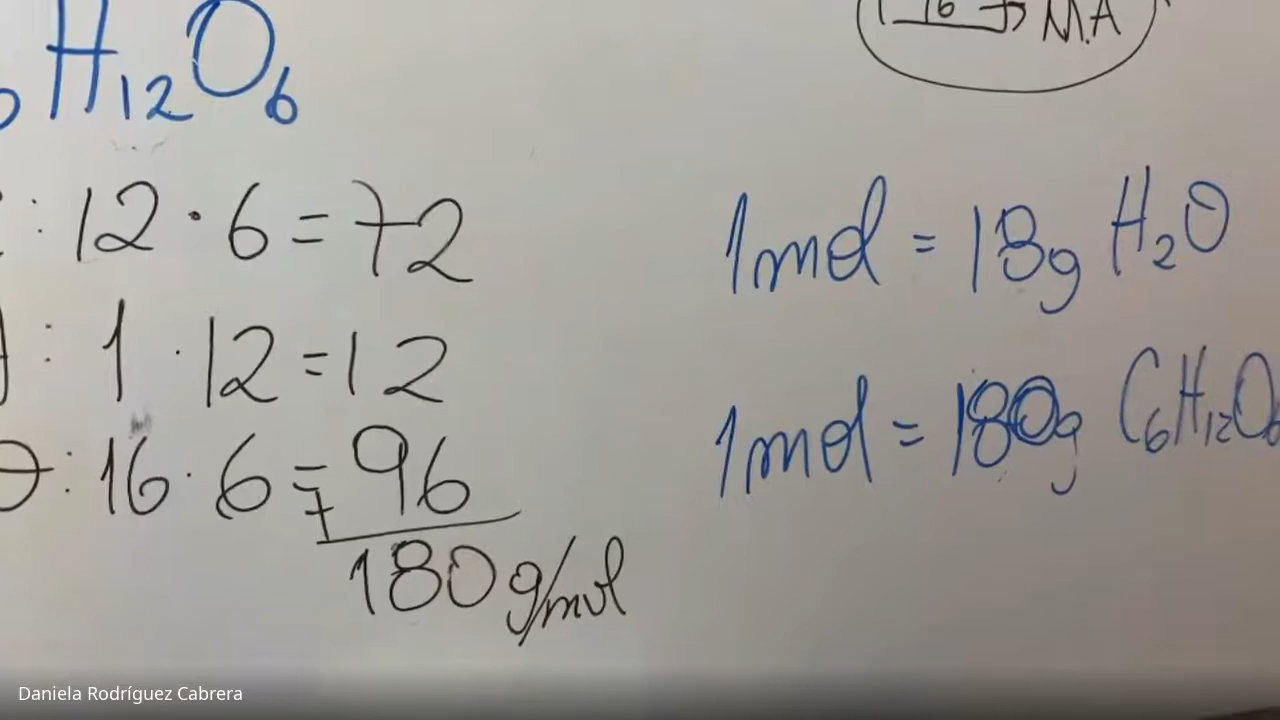 H₁₂O₆
16 → M.A
: 12 · 6 = 72
1 mol = 18g H₂O
: 1 · 12 = 12
1 mol = 180g C₆H₁₂O₆
O: 16 · 6 = 96
+
180 g/mol
Daniela Rodríguez Cabrera